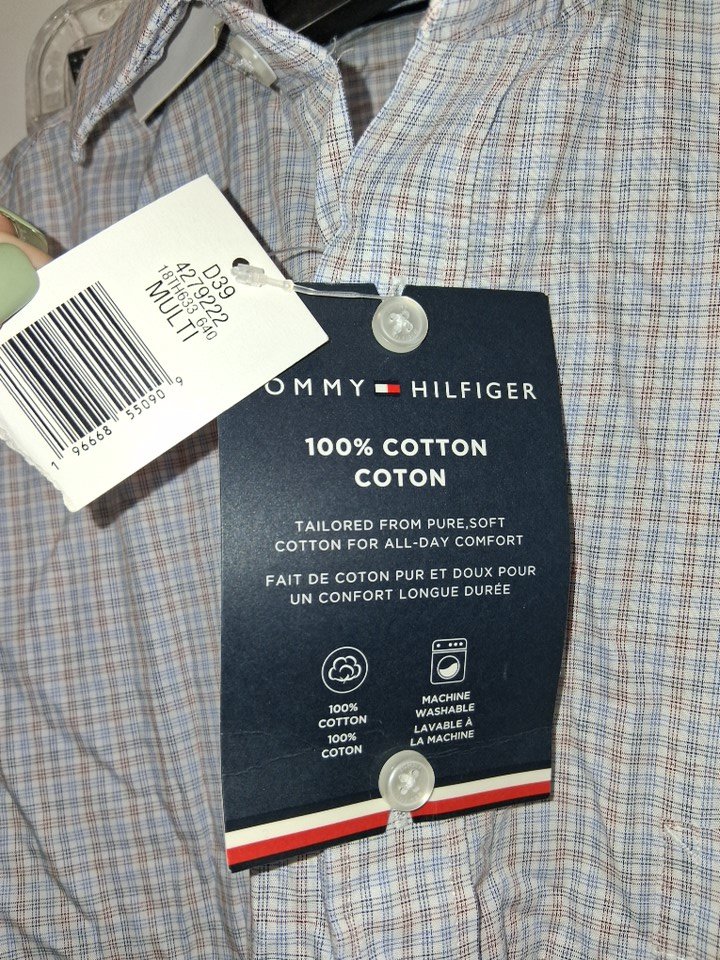 D39
4279222
18TH633 640
MULTI
1 96668 55090 9
OMMY HILFIGER
100% COTTON
COTON
TAILORED FROM PURE,SOFT
COTTON FOR ALL-DAY COMFORT
FAIT DE COTON PUR ET DOUX POUR
UN CONFORT LONGUE DURÉE
100%
COTTON
100%
COTON
MACHINE
WASHABLE
LAVABLE À
LA MACHINE